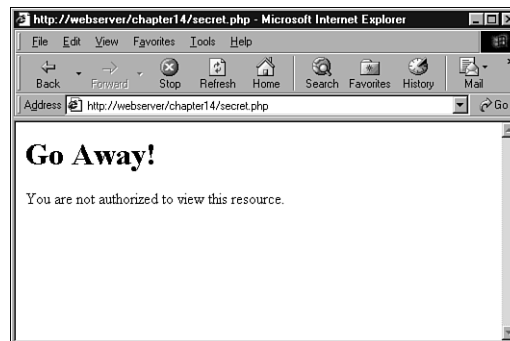 http://webserver/chapter14/secret.php - Microsoft Internet Explorer
File Edit View Favorites Tools Help
Back Forward Stop Refresh Home Search Favorites History Mail
Address http://webserver/chapter14/secret.php Go
Go Away!
You are not authorized to view this resource.